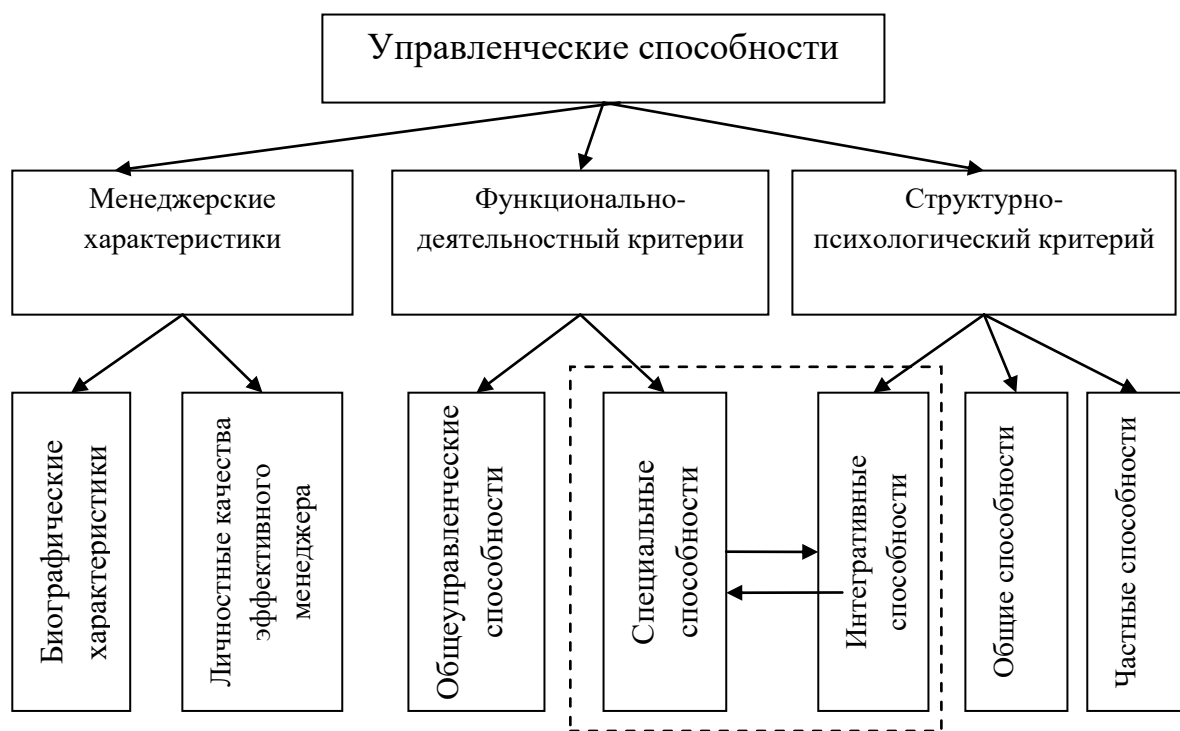 Управленческие способности
Менеджерские
характеристики
Функционально-
деятельностный критерии
Структурно-
психологический критерий
Биографические
характеристики
Личностные качества
эффективного
менеджера
Общеуправленческие
способности
Специальные
способности
Интегративные
способности
Общие способности
Частные способности